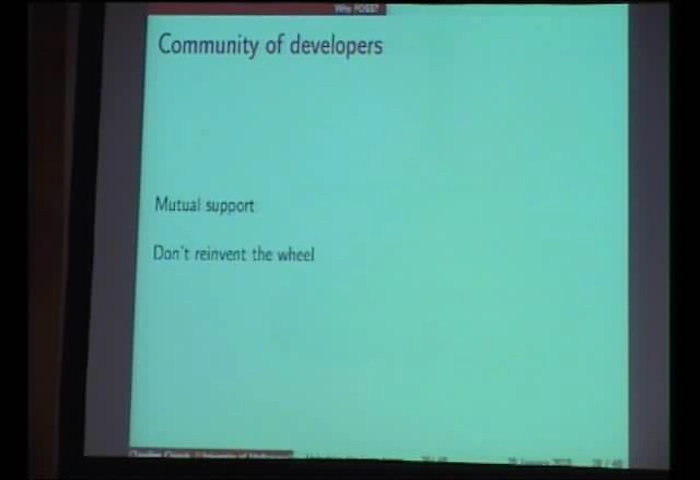 Why FOSS?
Community of developers
Mutual support
Don't reinvent the wheel